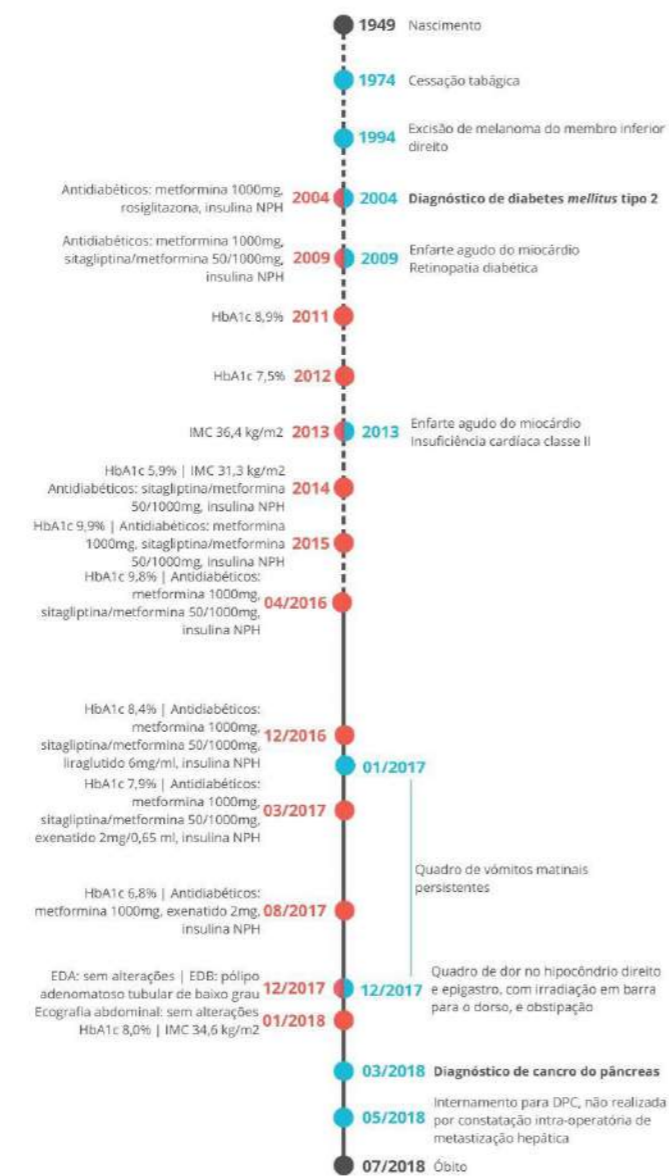 1949 Nascimento
1974 Cessação tabágica
1994 Excisão de melanoma do membro inferior
direito
Antidiabéticos: metformina 1000mg,
rosiglitazona, insulina NPH
2004
2004 Diagnóstico de diabetes mellitus tipo 2
Antidiabéticos: metformina 1000mg,
sitagliptina/metformina 50/1000mg,
insulina NPH
2009
2009 Enfarte agudo do miocárdio
Retinopatia diabética
HbA1c 8,9% 2011
HbA1c 7,5% 2012
IMC 36,4 kg/m2 2013
2013 Enfarte agudo do miocárdio
Insuficiência cardíaca classe II
HbA1c 5,9% | IMC 31,3 kg/m2
Antidiabéticos: sitagliptina/metformina
50/1000mg, insulina NPH
2014
HbA1c 9,9% | Antidiabéticos: metformina
1000mg, sitagliptina/metformina
50/1000mg, insulina NPH
2015
HbA1c 9,8% | Antidiabéticos:
metformina 1000mg,
sitagliptina/metformina 50/1000mg,
insulina NPH
04/2016
HbA1c 8,4% | Antidiabéticos:
metformina 1000mg,
sitagliptina/metformina 50/1000mg,
liraglutido 6mg/ml, insulina NPH
12/2016
01/2017
HbA1c 7,9% | Antidiabéticos:
metformina 1000mg,
sitagliptina/metformina 50/1000mg,
exenatido 2mg/0,65 ml, insulina NPH
03/2017
Quadro de vómitos matinais
persistentes
HbA1c 6,8% | Antidiabéticos:
metformina 1000mg, exenatido 2mg,
insulina NPH
08/2017
EDA: sem alterações | EDB: pólipo
adenomatoso tubular de baixo grau
12/2017
12/2017 Quadro de dor no hipocôndrio direito
e epigastro, com irradiação em barra
para o dorso, e obstipação
Ecografia abdominal: sem alterações
HbA1c 8,0% | IMC 34,6 kg/m2
01/2018
03/2018 Diagnóstico de cancro do pâncreas
05/2018 Internamento para DPC, não realizada
por constatação intra-operatória de
metastização hepática
07/2018 Óbito